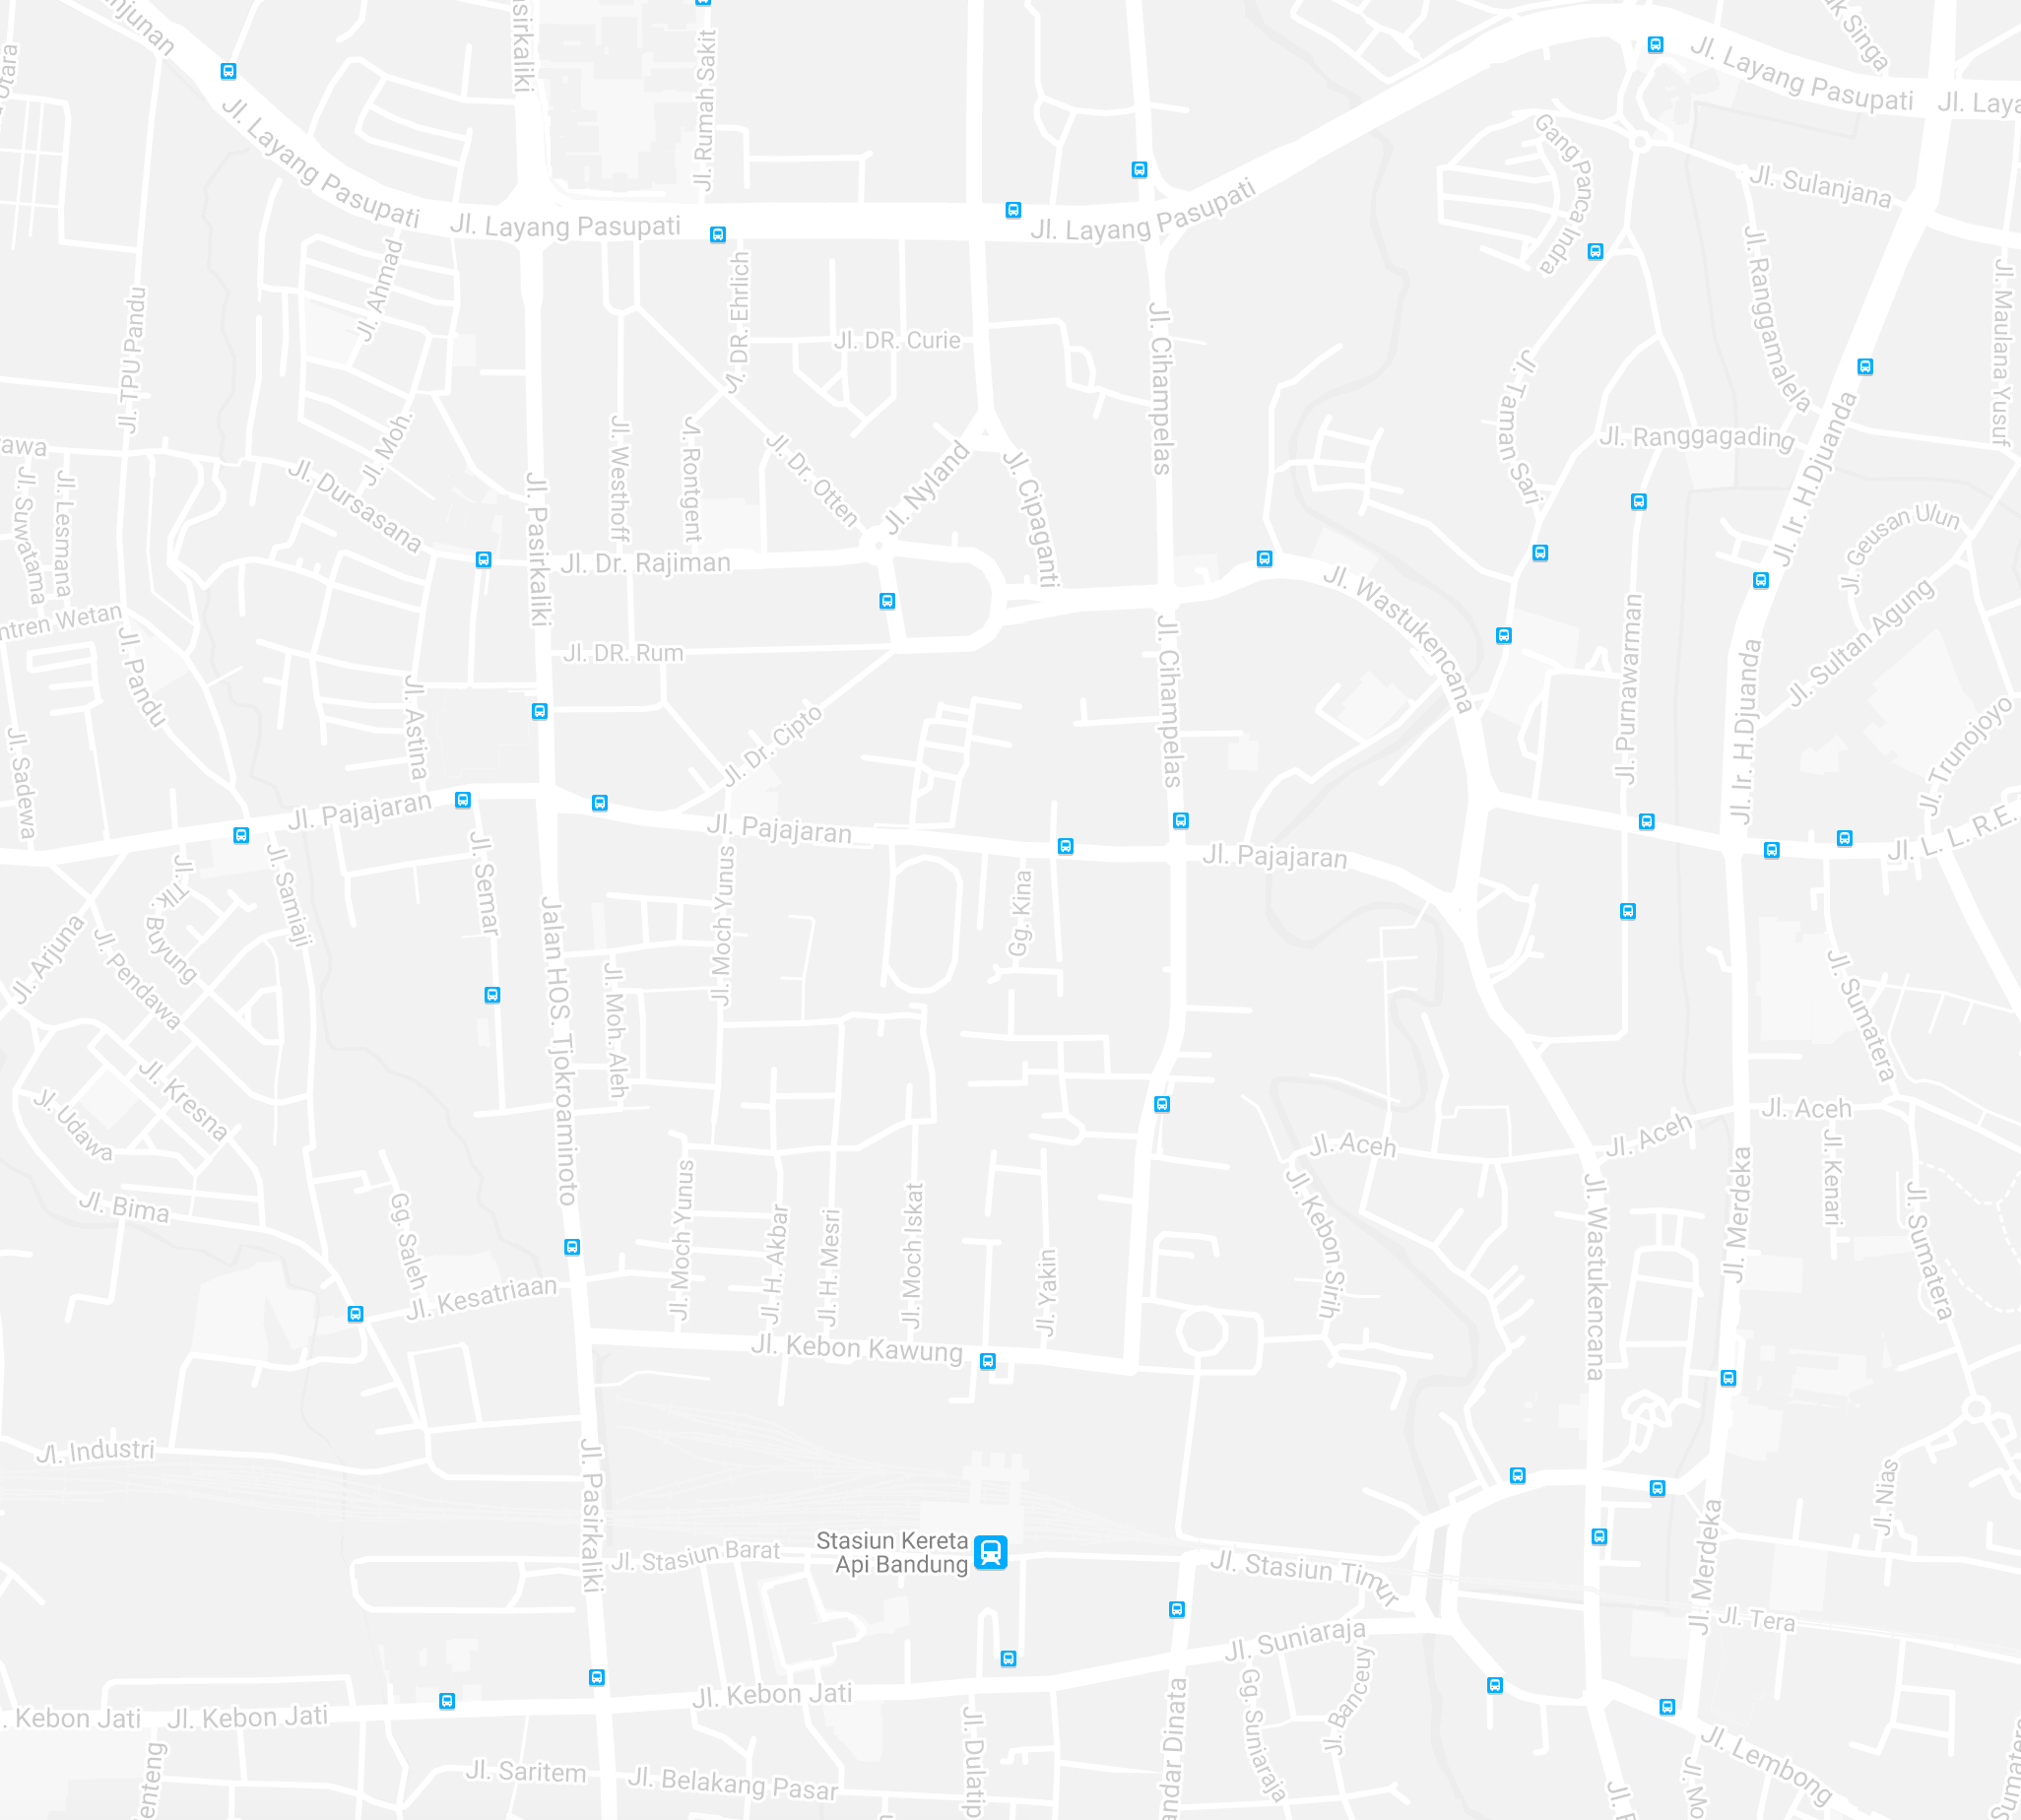 asirkaliki
Jl. Rumah Sakit
Jl. Layang Pasupati
Jl. Laya
Jl. Layang Pasupati
Jl. Layang Pasupati
Jl. Layang Pasupati
Gang Panca Indra
Jl. Sulanjana
Jl. Ranggamalela
Jl. Maulana Yusuf
Jl. Ahmad
Jl. TPU Pandu
Jl. DR. Ehrlich
Jl. DR. Curie
Jl. Cihampelas
Jl. Taman Sari
Jl. Ranggagading
Jl. Ir. H.Djuanda
Jl. Moh.
Jl. Dursasana
Jl. Suwatama
Jl. Lesmana
Jl. Pasirkaliki
Jl. Westhoff
Jl. Rontgent
Jl. Dr. Otten
Jl. Nyland
Jl. Cipaganti
Jl. Dr. Rajiman
Jl. Wastukencana
Jl. Geusan Ulun
Jl. Sultan Agung
ntren Wetan
Jl. Pandu
Jl. DR. Rum
Jl. Cihampelas
Jl. Purnawarman
Jl. Ir. H.Djuanda
Jl. Trunojoyo
Jl. Sadewa
Jl. Astina
Jl. Dr. Cipto
Jl. Pajajaran
Jl. Pajajaran
Jl. Pajajaran
Jl. L. L. R.E.
Jl. Tlk. Buyung
Jl. Samiaji
Jl. Semar
Jl. Moch Yunus
Gg. Kina
Jl. Arjuna
Jl. Pendawa
Jalan HOS. Tjokroaminoto
Jl. Moh. Aleh
Jl. Sumatera
Jl. Kresna
Jl. Udawa
Jl. Aceh
Jl. Aceh
Jl. Aceh
Jl. Kenari
Jl. Bima
Gg. Saleh
Jl. Moch Yunus
Jl. H. Akbar
Jl. H. Mesri
Jl. Moch Iskat
Jl. Yakin
Jl. Kebon Sirih
Jl. Wastukencana
Jl. Merdeka
Jl. Sumatera
Jl. Kesatriaan
Jl. Kebon Kawung
Jl. Industri
Jl. Pasirkaliki
Jl. Nias
Stasiun Kereta
Api Bandung
Jl. Stasiun Barat
Jl. Stasiun Timur
Jl. Merdeka
Jl. Tera
Jl. Suniaraja
Jl. Kebon Jati
. Kebon Jati
Jl. Kebon Jati
Gg. Suniaraja
Jl. Banceuy
Jl. Dulatid
andar Dinata
Jl. Saritem
Jl. Belakang Pasar
Jl. Lembong
enteng